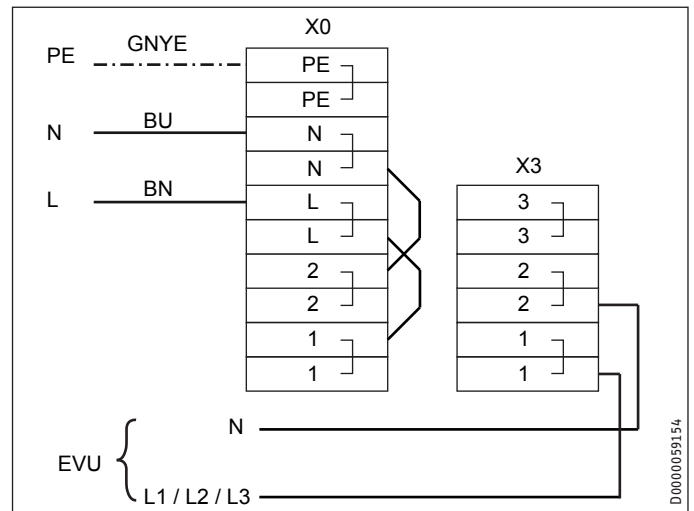 X0
PE GNYE
PE
PE
N BU
N
N
X3
L BN
L
L
2
2
1
1
3
3
2
2
1
1
N
EVU
L1 / L2 / L3
D0000059154